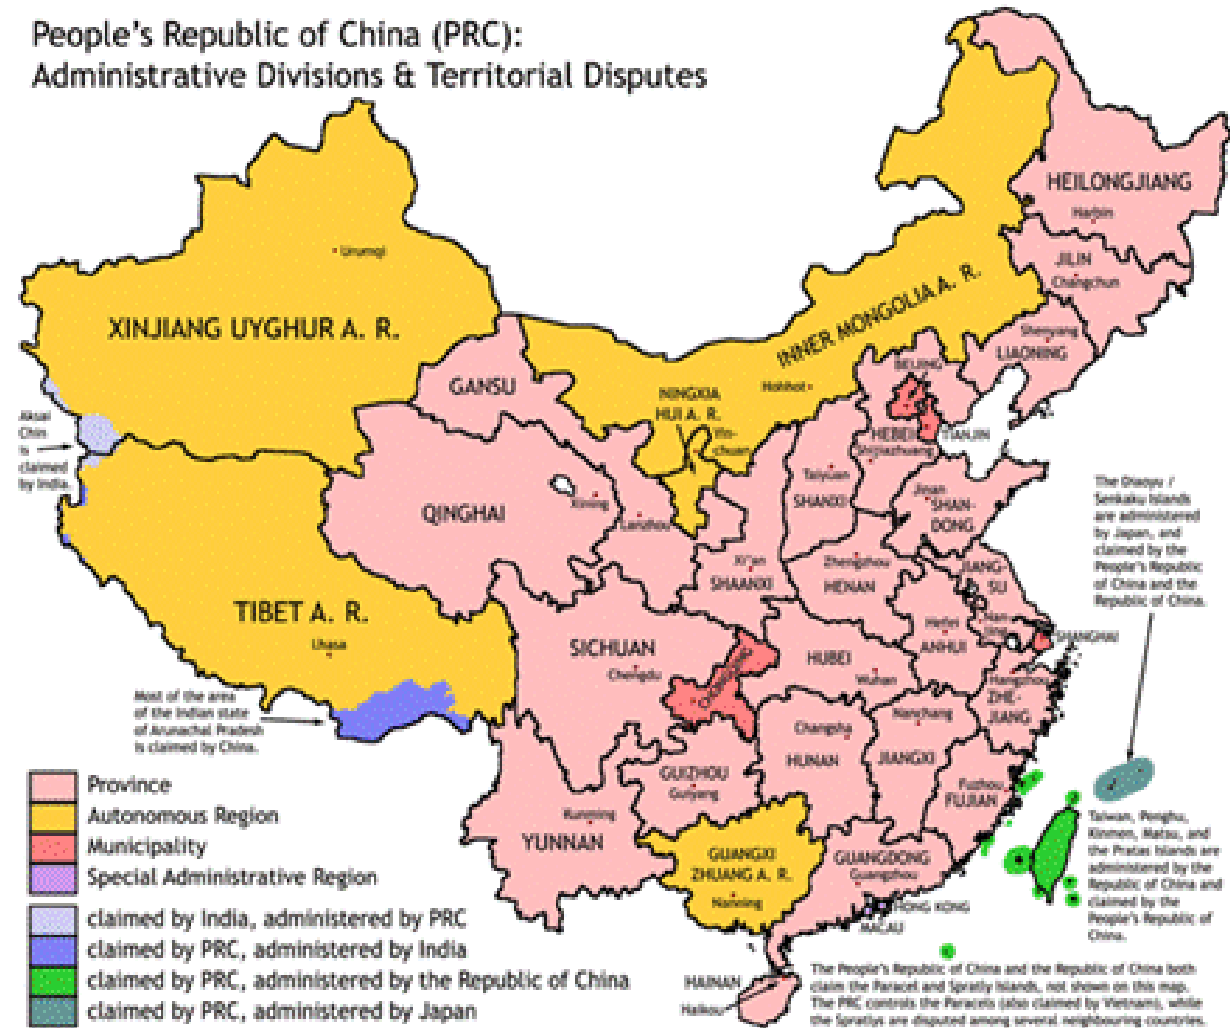 People's Republic of China (PRC):
Administrative Divisions & Territorial Disputes
HEILONGJIANG
Harbin
JILIN
Changchun
Urumqi
INNER MONGOLIA A. R.
Shenyang
LIAONING
XINJIANG UYGHUR A. R.
BEIJING
GANSU
NINGXIA
HUI A. R.
Hohhot
Yin-
chuan
HEBEI
TIANJIN
Shijiazhuang
Aksai
Chin
is
claimed
by India.
Taiyuan
SHANXI
Jinan
SHAN-
DONG
QINGHAI
Xining
Lanzhou
The Diaoyu /
Senkaku Islands
are administered
by Japan, and
claimed by the
People's Republic
of China and the
Republic of China.
Xi'an
SHAANXI
Zhengzhou
HENAN
JIANG-
SU
TIBET A. R.
Lhasa
SICHUAN
Chengdu
CHONGQING
HUBEI
Wuhan
Hefei
ANHUI
Nan-
jing
SHANGHAI
Hangzhou
ZHE-
JIANG
Most of the area
of the Indian state
of Arunachal Pradesh
is claimed by China.
Changsha
HUNAN
Nanchang
JIANGXI
GUIZHOU
Guiyang
Fuzhou
FUJIAN
Kunming
YUNNAN
GUANGXI
ZHUANG A. R.
Nanning
GUANGDONG
Guangzhou
HONG KONG
MACAU
Taiwan, Penghu,
Kinmen, Matsu, and
the Pratas Islands are
administered by the
Republic of China and
claimed by the
People's Republic of
China.
HAINAN
Haikou
Province
Autonomous Region
Municipality
Special Administrative Region
claimed by India, administered by PRC
claimed by PRC, administered by India
claimed by PRC, administered by the Republic of China
claimed by PRC, administered by Japan
The People's Republic of China and the Republic of China both
claim the Paracel and Spratly Islands, not shown on this map.
The PRC controls the Paracels (also claimed by Vietnam), while
the Spratlys are disputed among several neighbouring countries.